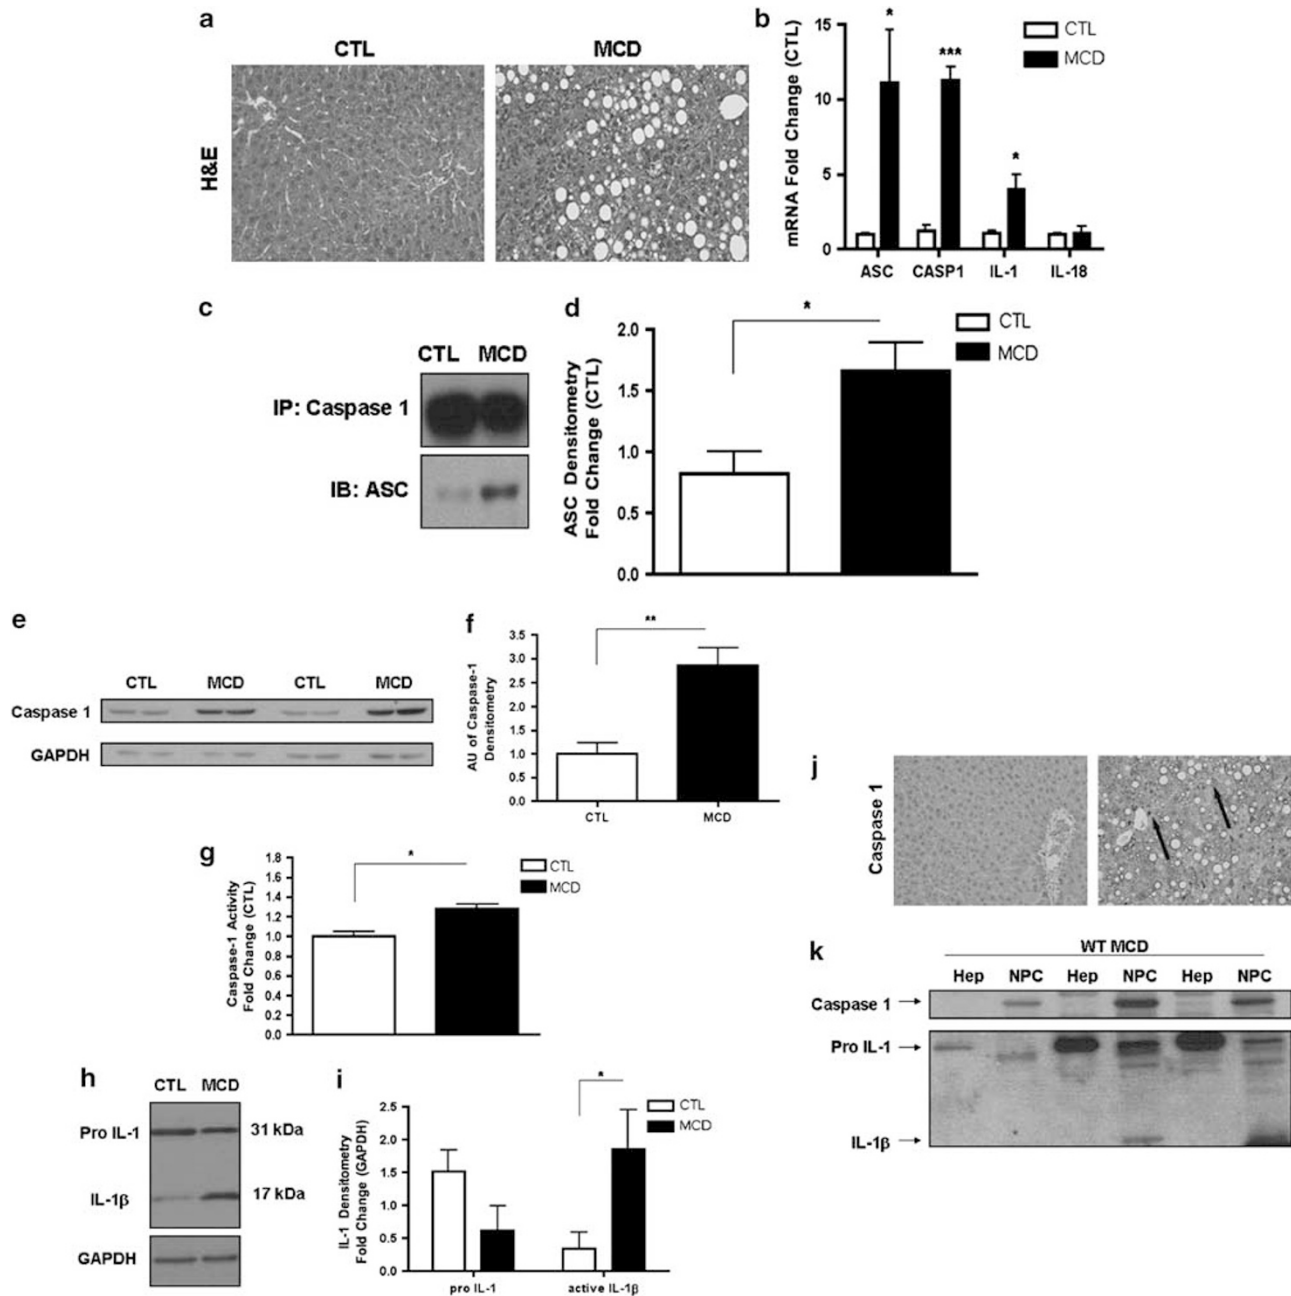 a
CTL MCD
H&E
b
mRNA Fold Change (CTL)
15
10
5
0
* *** *
CTL
MCD
ASC CASP1 IL-1 IL-18
c
CTL MCD
IP: Caspase 1
IB: ASC
d
ASC Densitometry
Fold Change (CTL)
2.0
1.5
1.0
0.5
0.0
*
CTL
MCD
e
CTL MCD CTL MCD
Caspase 1
GAPDH
f
AU of Caspase-1
Densitometry
3.5
3.0
2.5
2.0
1.5
1.0
0.5
0.0
**
CTL MCD
g
Caspase-1 Activity
Fold Change (CTL)
1.8
1.6
1.4
1.2
1.0
0.8
0.6
0.4
0.2
0.0
*
CTL
MCD
h
CTL MCD
Pro IL-1 31 kDa
IL-1β 17 kDa
GAPDH
i
IL-1 Densitometry
Fold Change (GAPDH)
2.5
2.0
1.5
1.0
0.5
0.0
*
CTL
MCD
pro IL-1 active IL-1β
j
Caspase 1
k
WT MCD
Hep NPC Hep NPC Hep NPC
Caspase 1
Pro IL-1
IL-1β